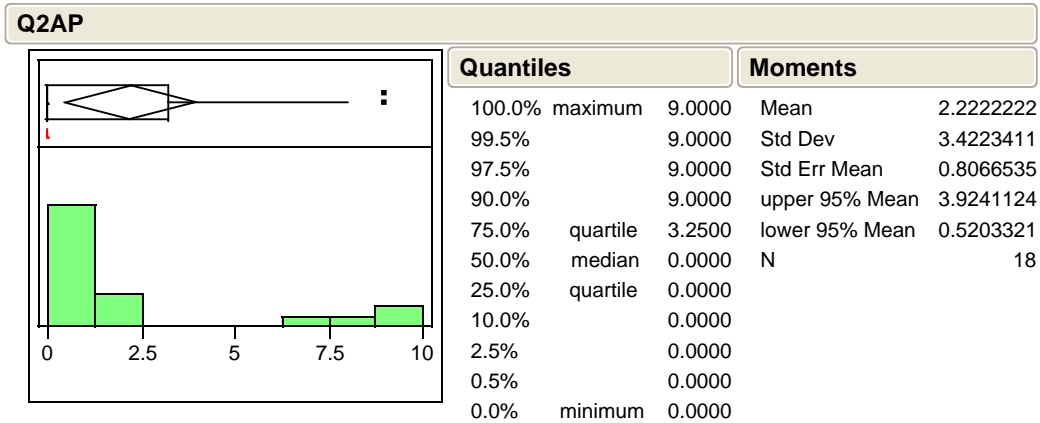 Q2AP
0 2.5 5 7.5 10
Quantiles
100.0% maximum 9.0000
99.5% 9.0000
97.5% 9.0000
90.0% 9.0000
75.0% quartile 3.2500
50.0% median 0.0000
25.0% quartile 0.0000
10.0% 0.0000
2.5% 0.0000
0.5% 0.0000
0.0% minimum 0.0000
Moments
Mean 2.2222222
Std Dev 3.4223411
Std Err Mean 0.8066535
upper 95% Mean 3.9241124
lower 95% Mean 0.5203321
N 18